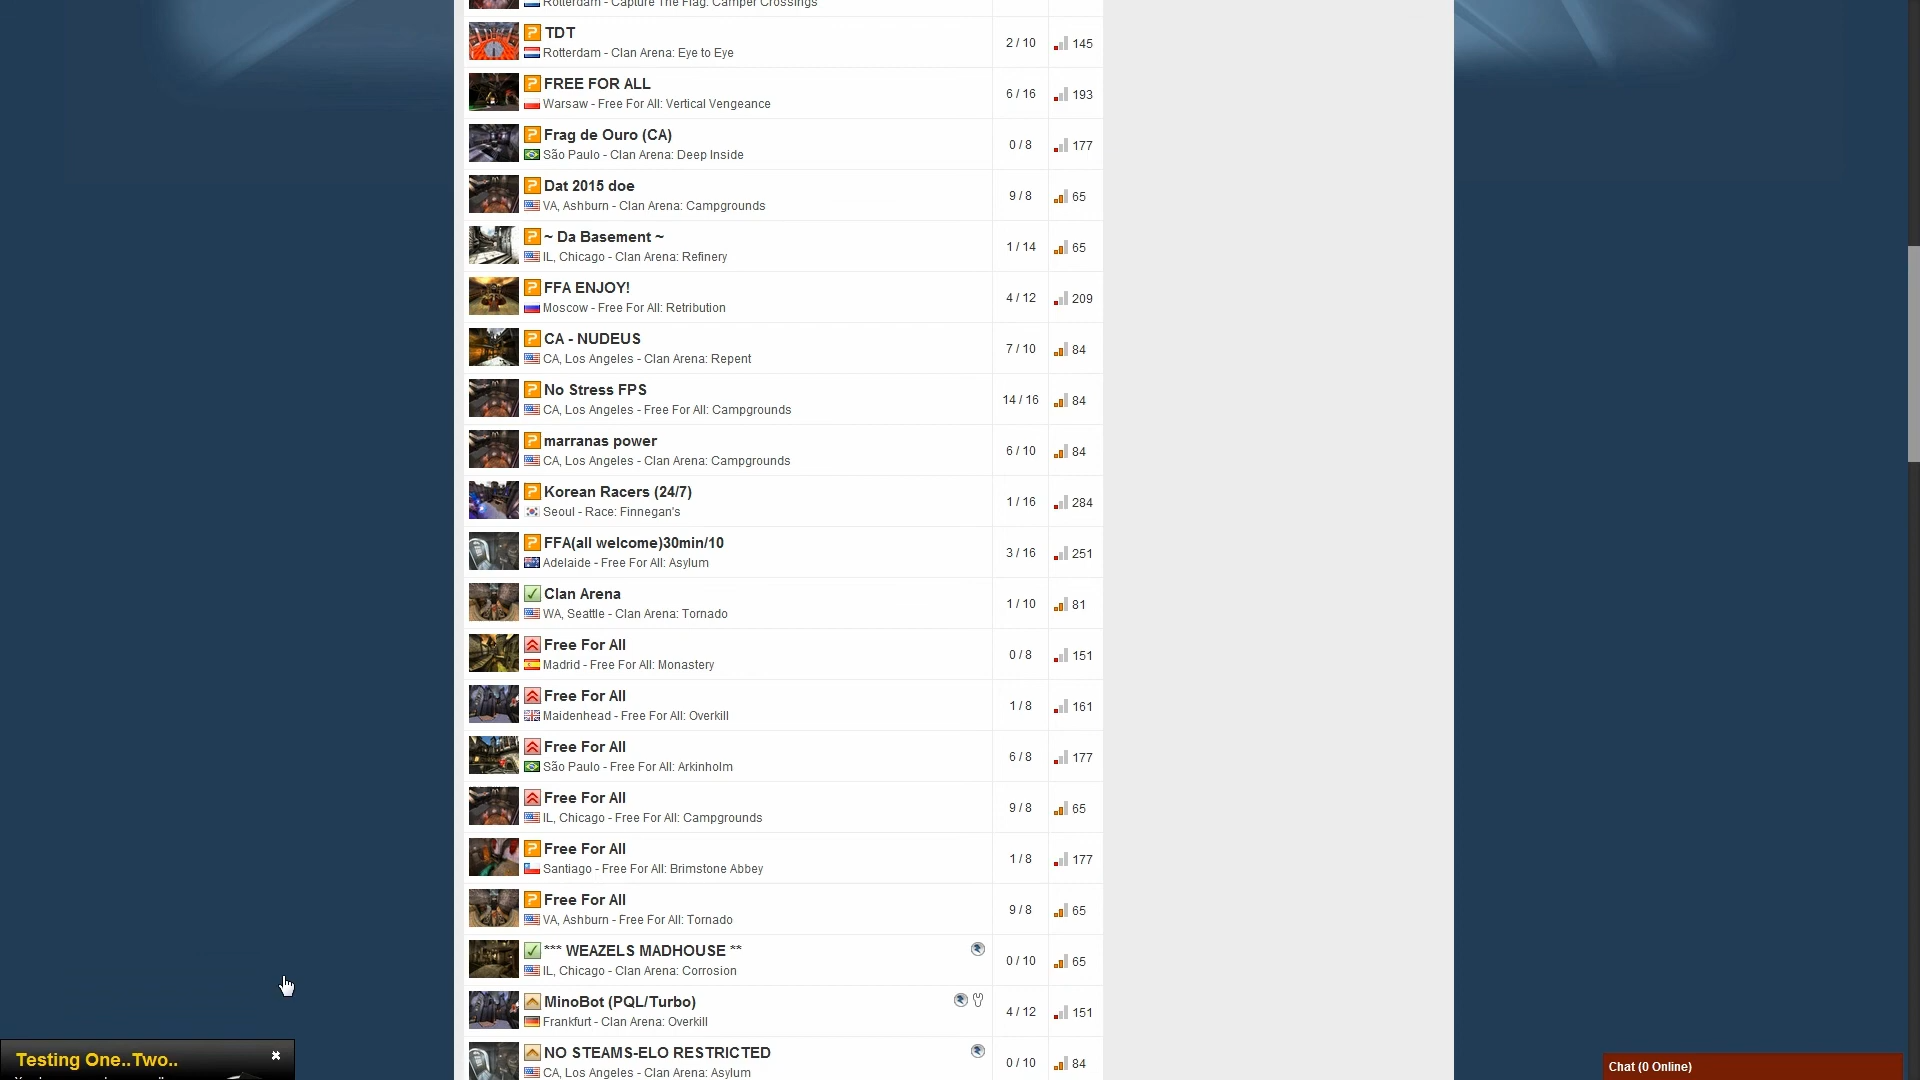 Rotterdam - Capture The Flag: Camper Crossings
TDT
Rotterdam - Clan Arena: Eye to Eye
2 / 10
145
FREE FOR ALL
Warsaw - Free For All: Vertical Vengeance
6 / 16
193
Frag de Ouro (CA)
São Paulo - Clan Arena: Deep Inside
0 / 8
177
Dat 2015 doe
VA, Ashburn - Clan Arena: Campgrounds
9 / 8
65
~ Da Basement ~
IL, Chicago - Clan Arena: Refinery
1 / 14
65
FFA ENJOY!
Moscow - Free For All: Retribution
4 / 12
209
CA - NUDEUS
CA, Los Angeles - Clan Arena: Repent
7 / 10
84
No Stress FPS
CA, Los Angeles - Free For All: Campgrounds
14 / 16
84
marranas power
CA, Los Angeles - Clan Arena: Campgrounds
6 / 10
84
Korean Racers (24/7)
Seoul - Race: Finnegan's
1 / 16
284
FFA(all welcome)30min/10
Adelaide - Free For All: Asylum
3 / 16
251
Clan Arena
WA, Seattle - Clan Arena: Tornado
1 / 10
81
Free For All
Madrid - Free For All: Monastery
0 / 8
151
Free For All
Maidenhead - Free For All: Overkill
1 / 8
161
Free For All
São Paulo - Free For All: Arkinholm
6 / 8
177
Free For All
IL, Chicago - Free For All: Campgrounds
9 / 8
65
Free For All
Santiago - Free For All: Brimstone Abbey
1 / 8
177
Free For All
VA, Ashburn - Free For All: Tornado
9 / 8
65
*** WEAZELS MADHOUSE **
IL, Chicago - Clan Arena: Corrosion
0 / 10
65
MinoBot (PQL/Turbo)
Frankfurt - Clan Arena: Overkill
4 / 12
151
NO STEAMS-ELO RESTRICTED
CA, Los Angeles - Clan Arena: Asylum
0 / 10
84
Testing One..Two..
Chat (0 Online)